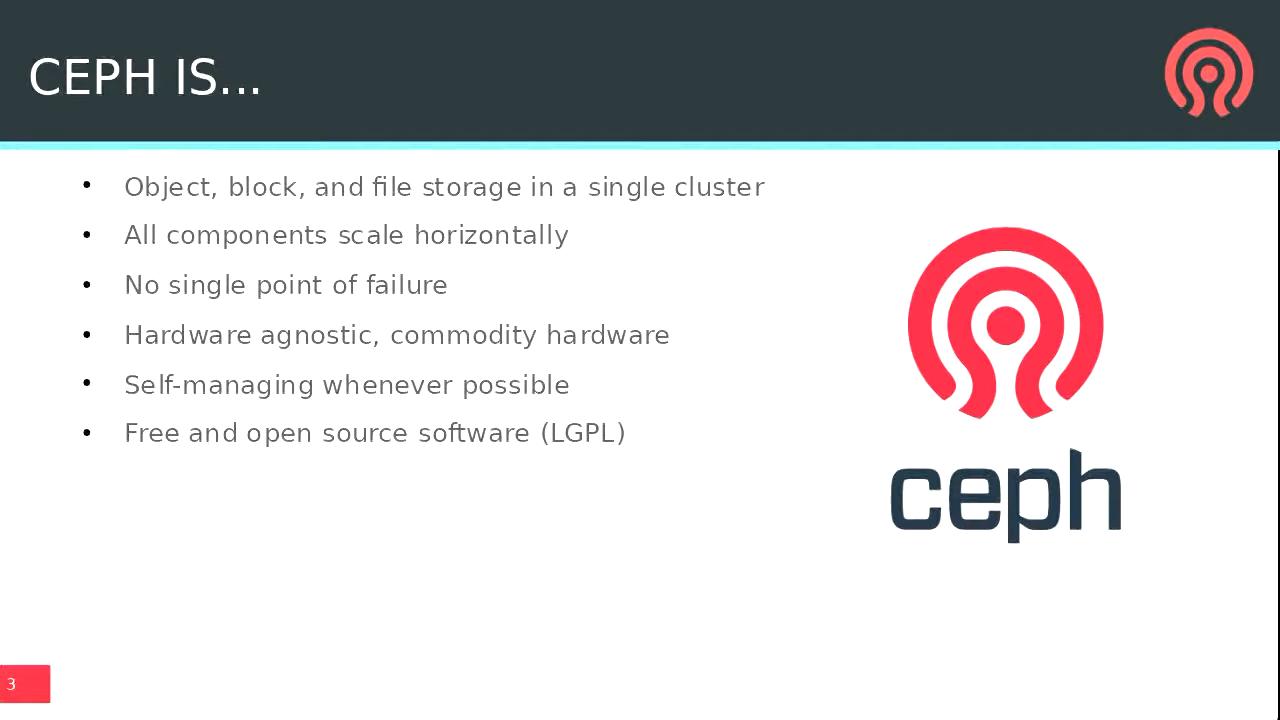 CEPH IS...
• Object, block, and file storage in a single cluster
• All components scale horizontally
• No single point of failure
• Hardware agnostic, commodity hardware
• Self-managing whenever possible
• Free and open source software (LGPL)
ceph
3